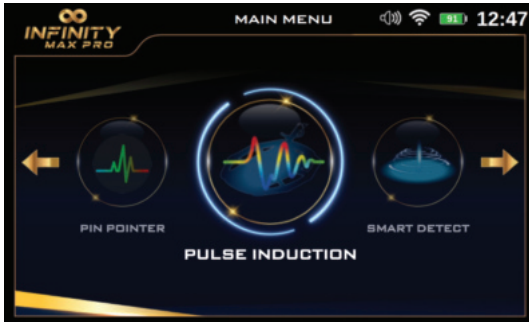 INFINITY
MAX PRO
MAIN MENU
91
12:47
PIN POINTER
PULSE INDUCTION
SMART DETECT